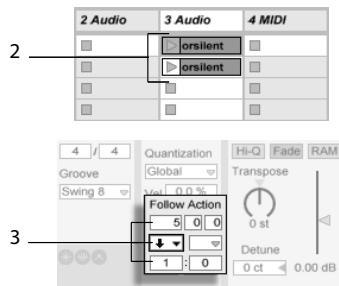 2 Audio 3 Audio 4 MIDI
2
orsilent
orsilent
4 / 4 Quantization Hi-Q Fade RAM
Groove Global Transpose
Swing 8 Vel 0.0 %
Follow Action
5 0 0 0 st
3
Detune
1 : 0 0 ct 0.00 dB